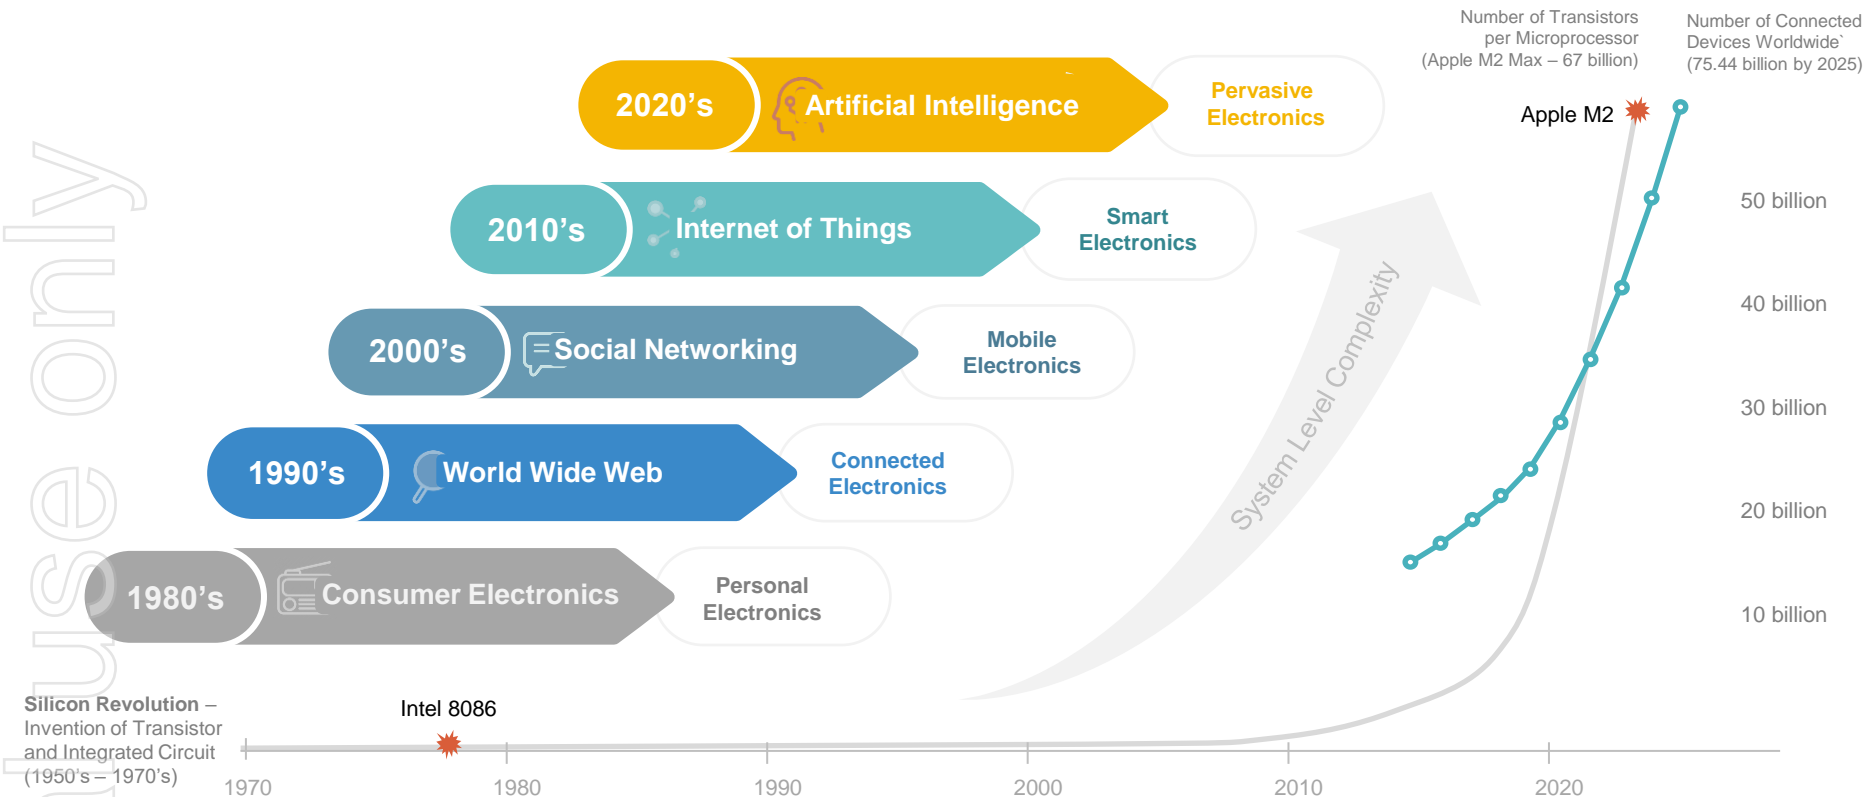 Number of Transistors
per Microprocessor
(Apple M2 Max – 67 billion)
Number of Connected
Devices Worldwide`
(75.44 billion by 2025)
2020's
Artificial Intelligence
Pervasive
Electronics
Apple M2
2010's
Internet of Things
Smart
Electronics
50 billion
2000's
Social Networking
Mobile
Electronics
40 billion
System Level Complexity
30 billion
1990's
World Wide Web
Connected
Electronics
20 billion
1980's
Consumer Electronics
Personal
Electronics
10 billion
Silicon Revolution –
Invention of Transistor
and Integrated Circuit
(1950's – 1970's)
Intel 8086
1970
1980
1990
2000
2010
2020
use only